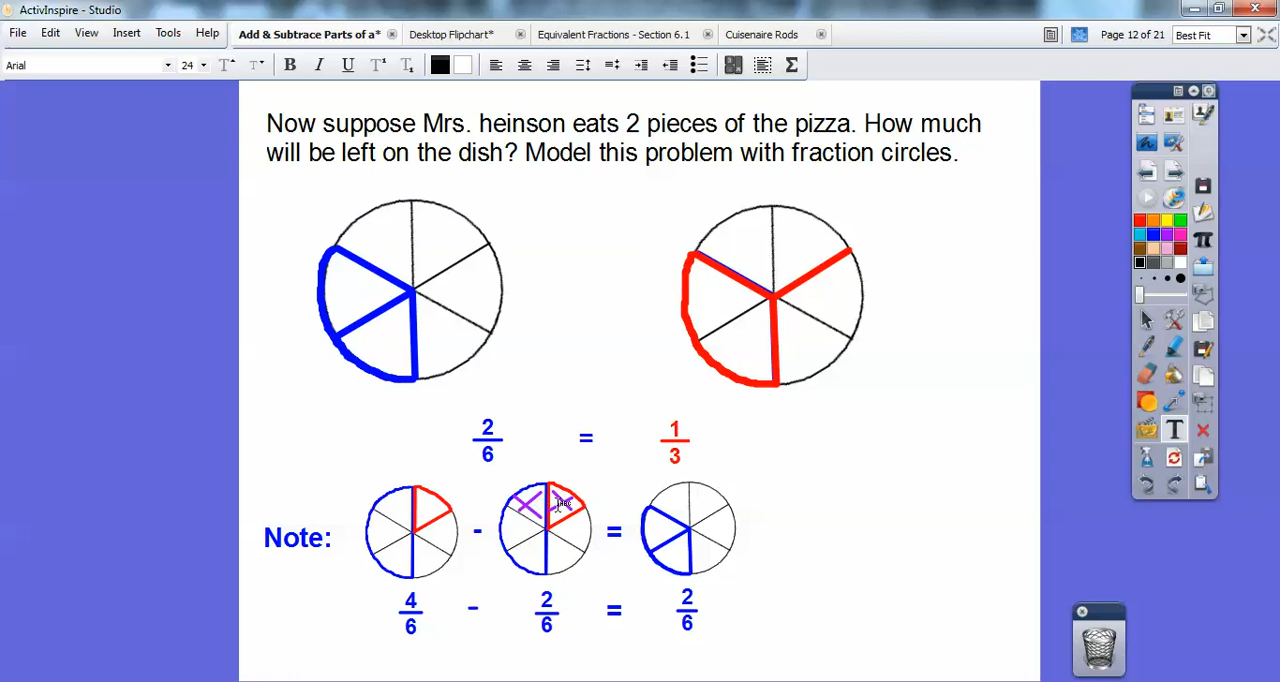 ActivInspire - Studio
File Edit View Insert Tools Help
Add & Subtrace Parts of a* Desktop Flipchart* Equivalent Fractions - Section 6.1 Cuisenaire Rods
Page 12 of 21 Best Fit
Arial 24
Now suppose Mrs. heinson eats 2 pieces of the pizza. How much
will be left on the dish? Model this problem with fraction circles.
2/6 = 1/3
Note: - =
4/6 - 2/6 = 2/6